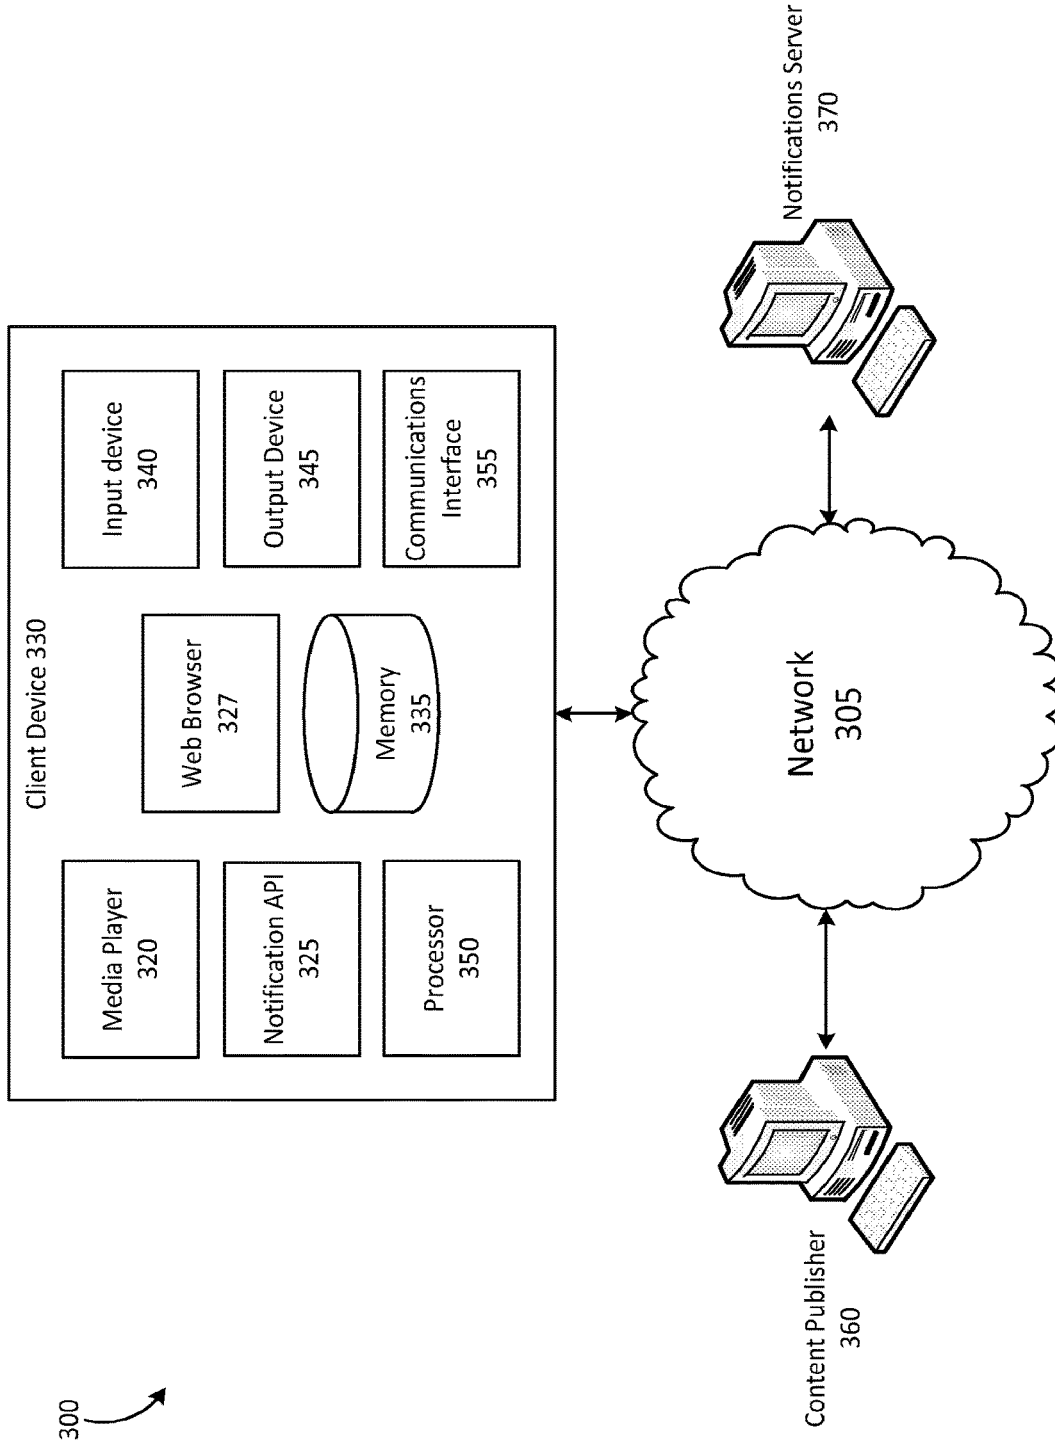 300
Client Device 330
Media Player
320
Web Browser
327
Input device
340
Notification API
325
Memory
335
Output Device
345
Processor
350
Communications
Interface
355
Network
305
Content Publisher
360
Notifications Server
370